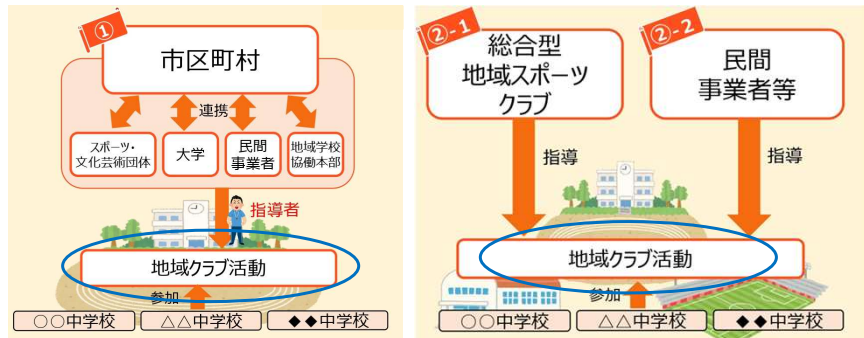 ①
市区町村
連携
スポーツ・
文化芸術団体
大学
民間
事業者
地域学校
協働本部
指導者
地域クラブ活動
参加
○○中学校
△△中学校
◆◆中学校
②-1
総合型
地域スポーツ
クラブ
②-2
民間
事業者等
指導
指導
地域クラブ活動
参加
○○中学校
△△中学校
◆◆中学校